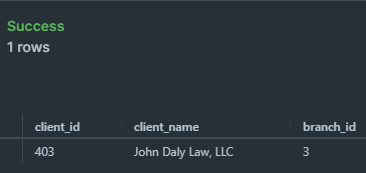 Success
1 rows
client_id client_name branch_id
403 John Daly Law, LLC 3